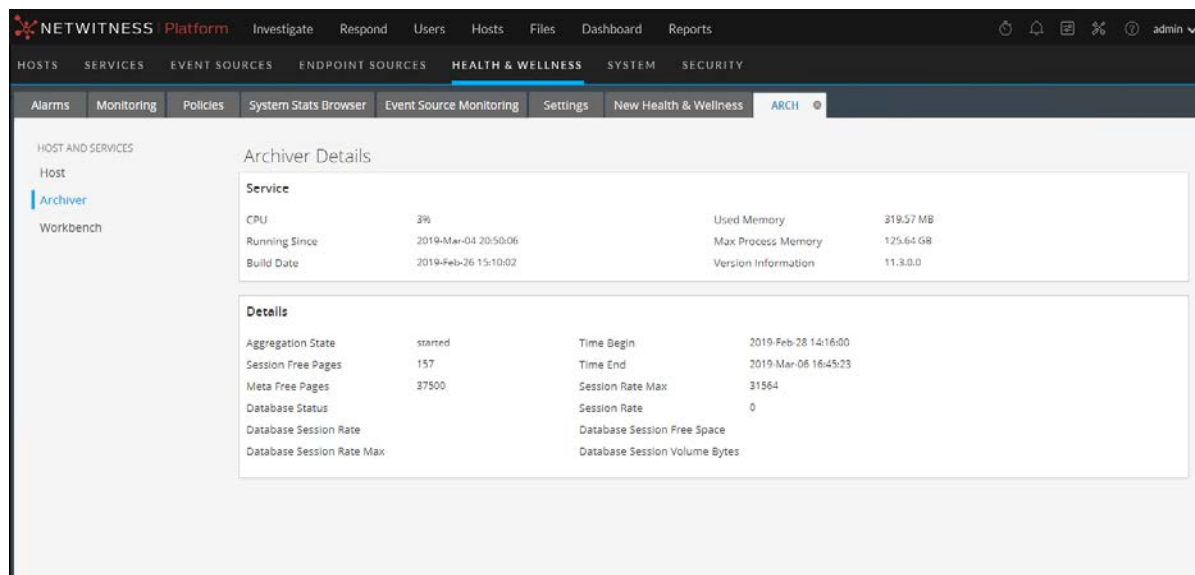 NETWITNESS Platform Investigate Respond Users Hosts Files Dashboard Reports admin
HOSTS SERVICES EVENT SOURCES ENDPOINT SOURCES HEALTH & WELLNESS SYSTEM SECURITY
Alarms Monitoring Policies System Stats Browser Event Source Monitoring Settings New Health & Wellness ARCH
HOST AND SERVICES
Host
Archiver
Workbench
Archiver Details
Service
CPU 3% Used Memory 319.57 MB
Running Since 2019-Mar-04 20:50:06 Max Process Memory 125.64 GB
Build Date 2019-Feb-26 15:10:02 Version Information 11.3.0.0
Details
Aggregation State started Time Begin 2019-Feb-28 14:16:00
Session Free Pages 157 Time End 2019-Mar-06 16:45:23
Meta Free Pages 37500 Session Rate Max 31564
Database Status Session Rate 0
Database Session Rate Database Session Free Space
Database Session Rate Max Database Session Volume Bytes